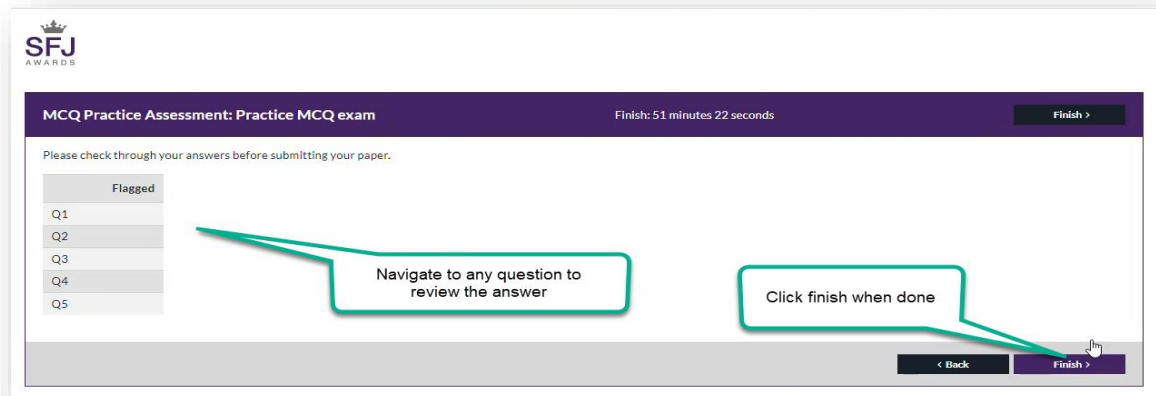 SFJ
AWARDS
MCQ Practice Assessment: Practice MCQ exam
Finish: 51 minutes 22 seconds
Finish >
Please check through your answers before submitting your paper.
Flagged
Q1
Q2
Q3
Q4
Q5
Navigate to any question to
review the answer
Click finish when done
< Back
Finish >